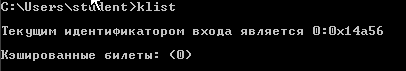 C:\Users\student>klist
Текущим идентификатором входа является 0:0x14a56
Кэшированные билеты: (0)